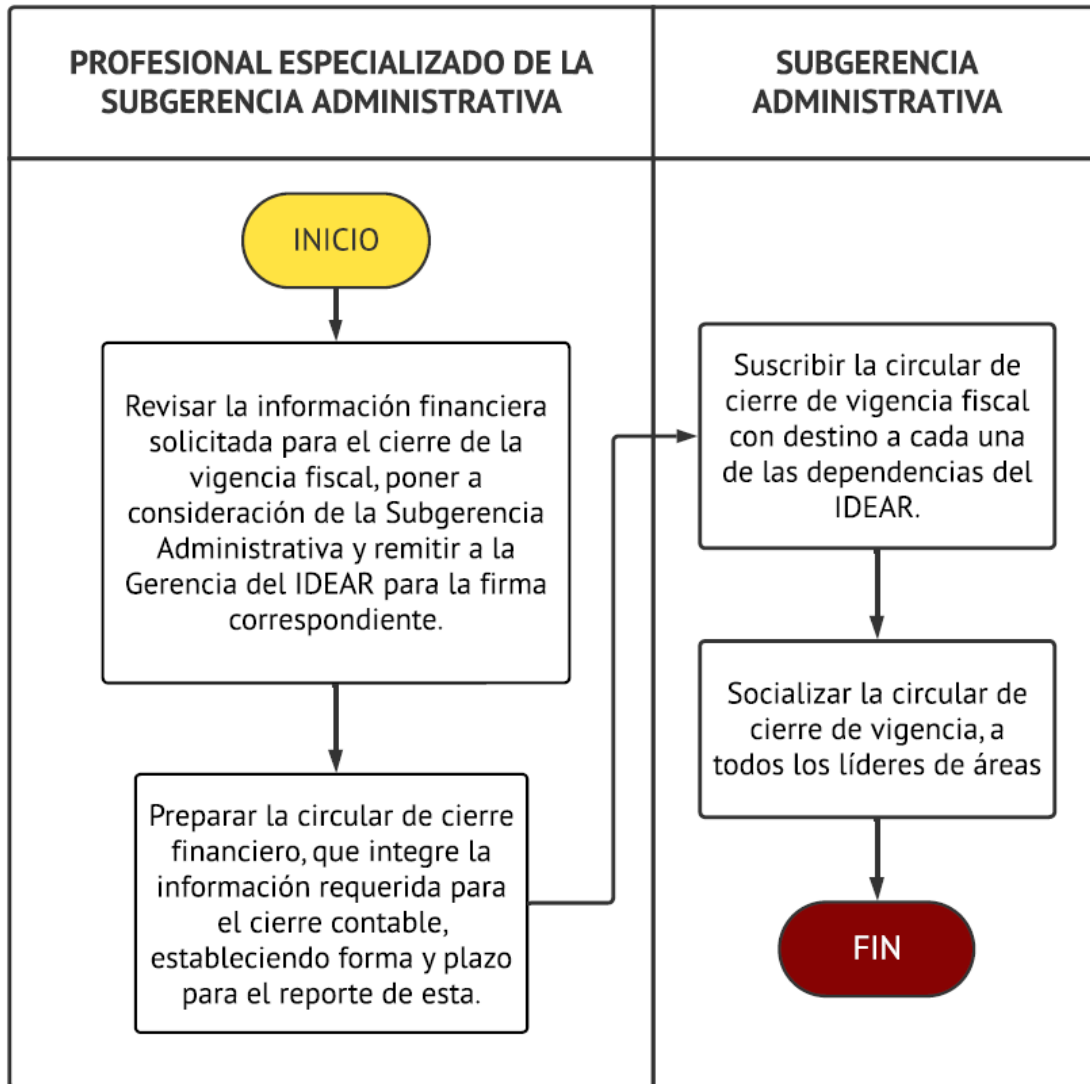 PROFESIONAL ESPECIALIZADO DE LA
SUBGERENCIA ADMINISTRATIVA
SUBGERENCIA
ADMINISTRATIVA
INICIO
Revisar la información financiera
solicitada para el cierre de la
vigencia fiscal, poner a
consideración de la Subgerencia
Administrativa y remitir a la
Gerencia del IDEAR para la firma
correspondiente.
Preparar la circular de cierre
financiero, que integre la
información requerida para
el cierre contable,
estableciendo forma y plazo
para el reporte de esta.
Suscribir la circular de
cierre de vigencia fiscal
con destino a cada una
de las dependencias del
IDEAR.
Socializar la circular de
cierre de vigencia, a
todos los líderes de áreas
FIN